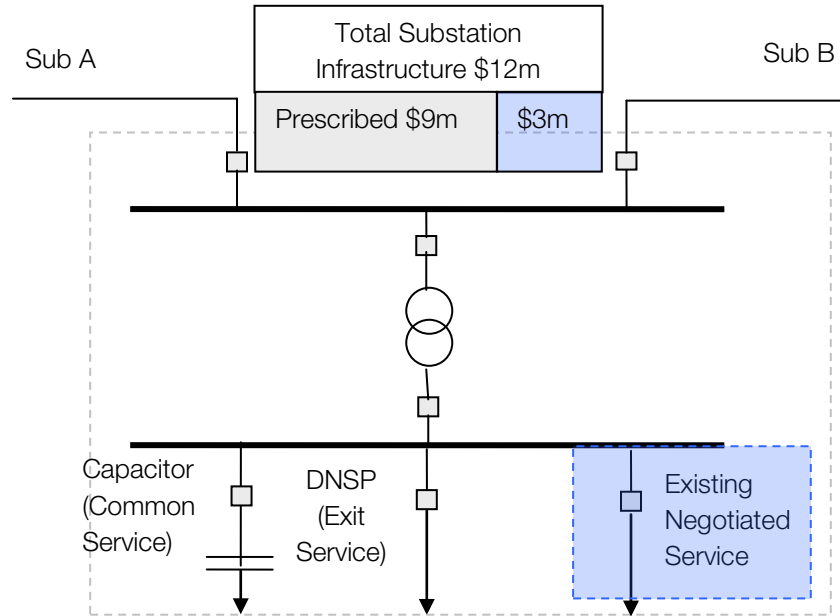 Sub A
Total Substation
Infrastructure $12m
Sub B
Prescribed $9m
$3m
Capacitor
(Common
Service)
DNSP
(Exit
Service)
Existing
Negotiated
Service